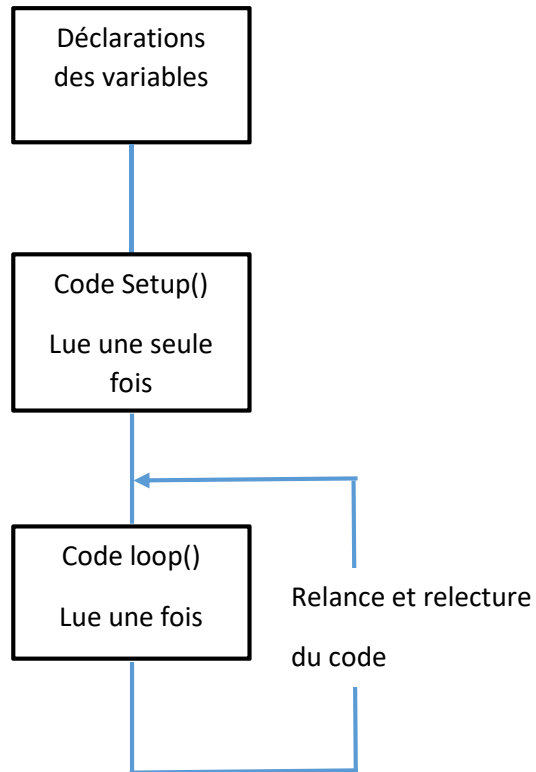 Déclarations
des variables
Code Setup()
Lue une seule
fois
Code loop()
Lue une fois
Relance et relecture
du code